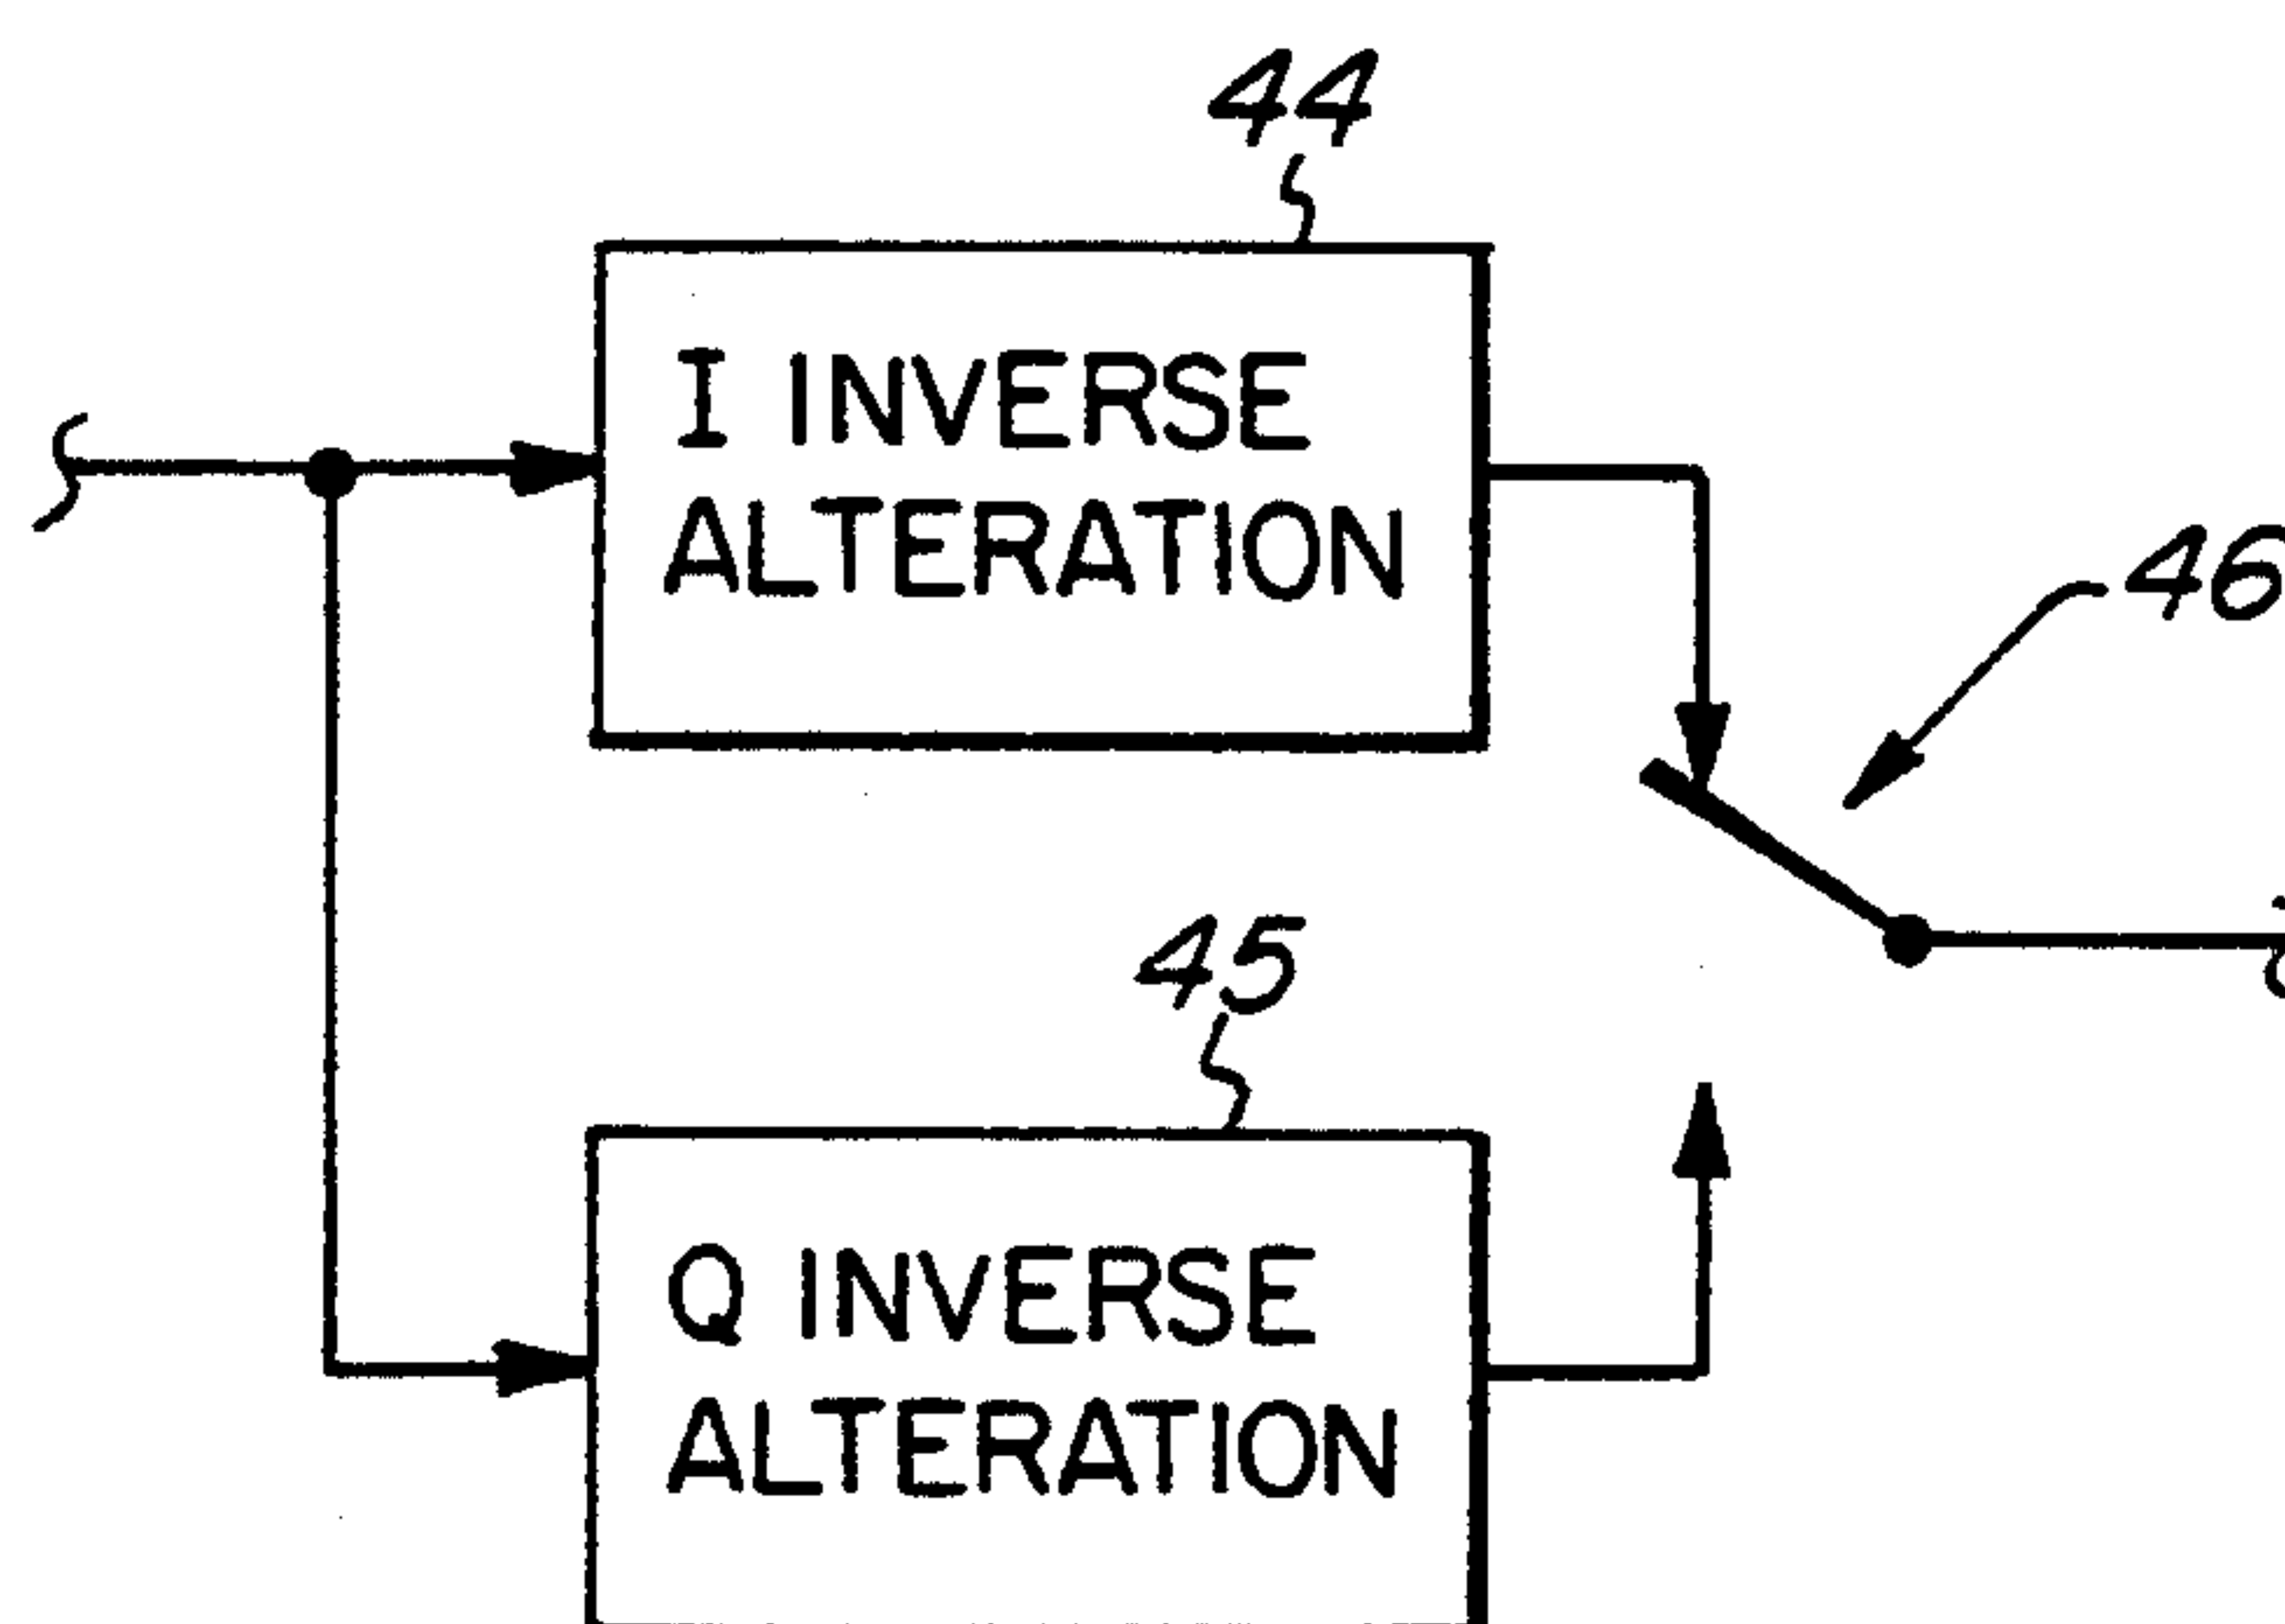 44
I INVERSE
ALTERATION
46
45
Q INVERSE
ALTERATION